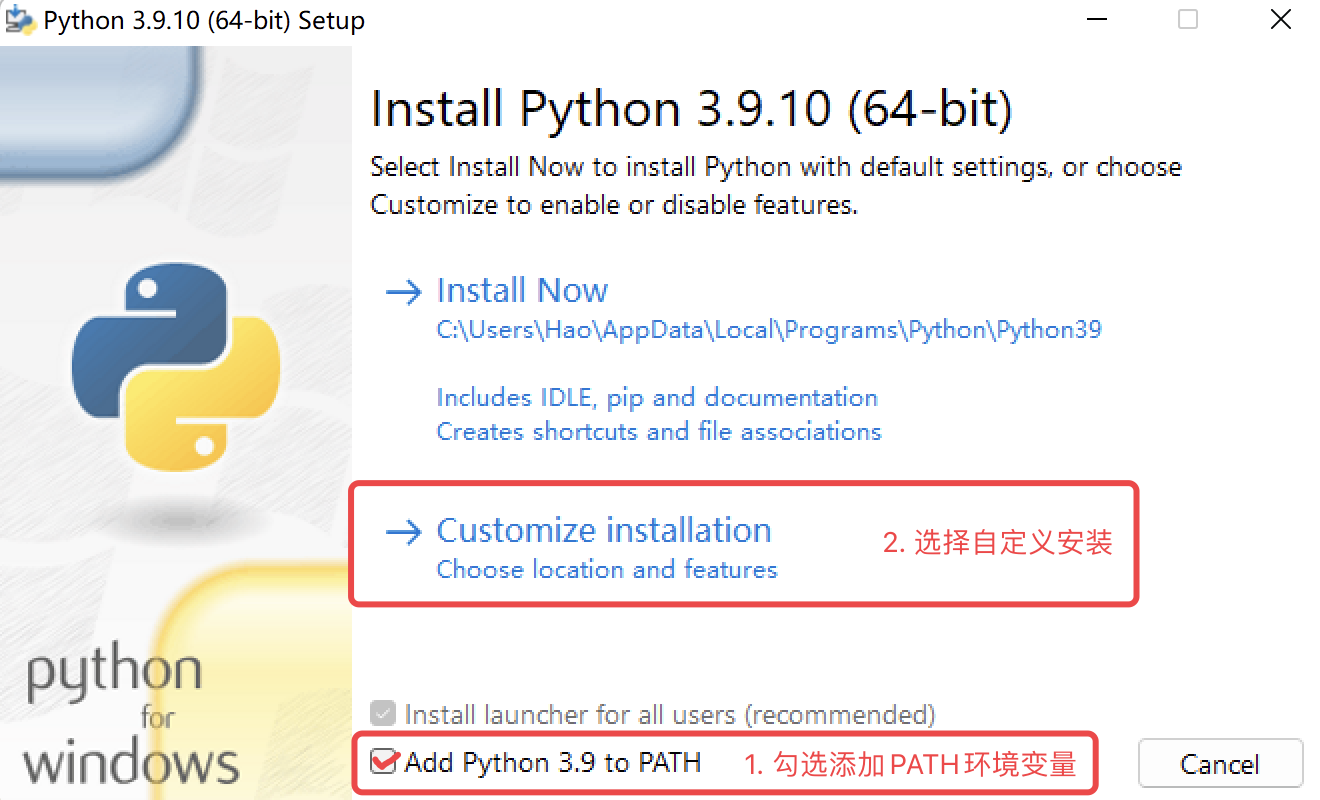 Python 3.9.10 (64-bit) Setup
Install Python 3.9.10 (64-bit)
Select Install Now to install Python with default settings, or choose
Customize to enable or disable features.
Install Now
C:\Users\Hao\AppData\Local\Programs\Python\Python39
Includes IDLE, pip and documentation
Creates shortcuts and file associations
Customize installation
2. 选择自定义安装
Choose location and features
python
for
windows
Install launcher for all users (recommended)
Add Python 3.9 to PATH
1. 勾选添加PATH环境变量
Cancel